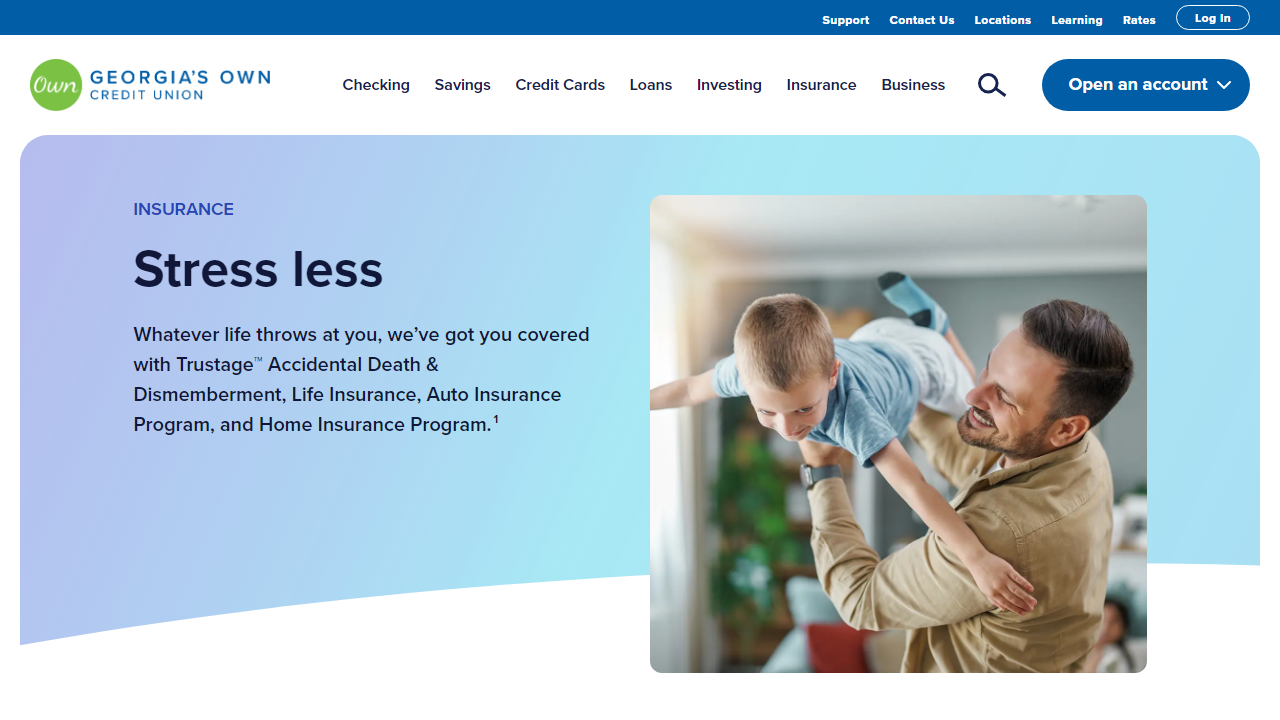 Support Contact Us Locations Learning Rates Log In
Own GEORGIA'S OWN
CREDIT UNION
Checking Savings Credit Cards Loans Investing Insurance Business Open an account
INSURANCE
Stress less
Whatever life throws at you, we’ve got you covered
with Trustage™ Accidental Death &
Dismemberment, Life Insurance, Auto Insurance
Program, and Home Insurance Program.¹